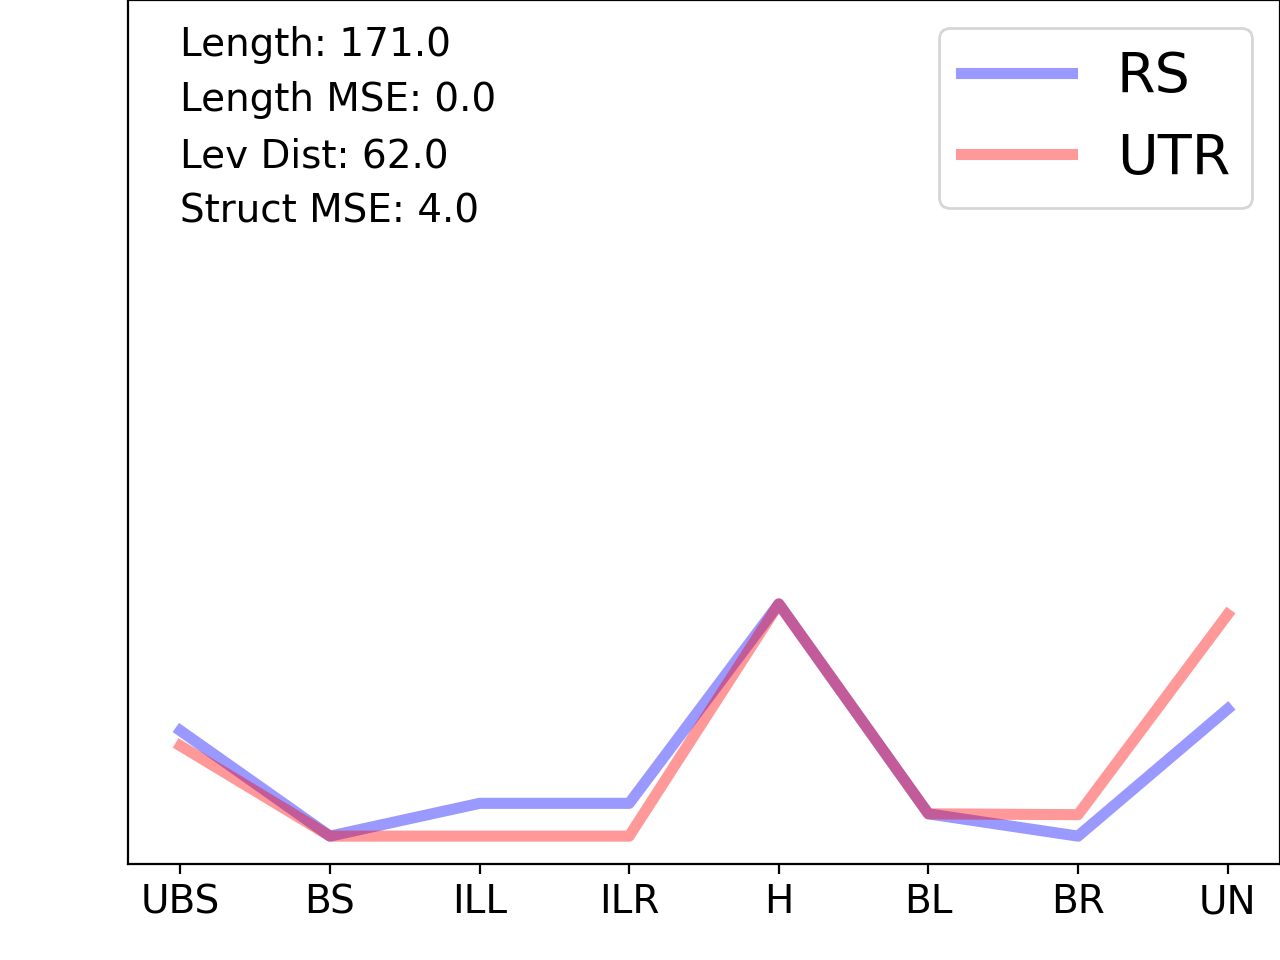 Length: 171.0
Length MSE: 0.0
Lev Dist: 62.0
Struct MSE: 4.0
RS
UTR
UBS BS ILL ILR H BL BR UN